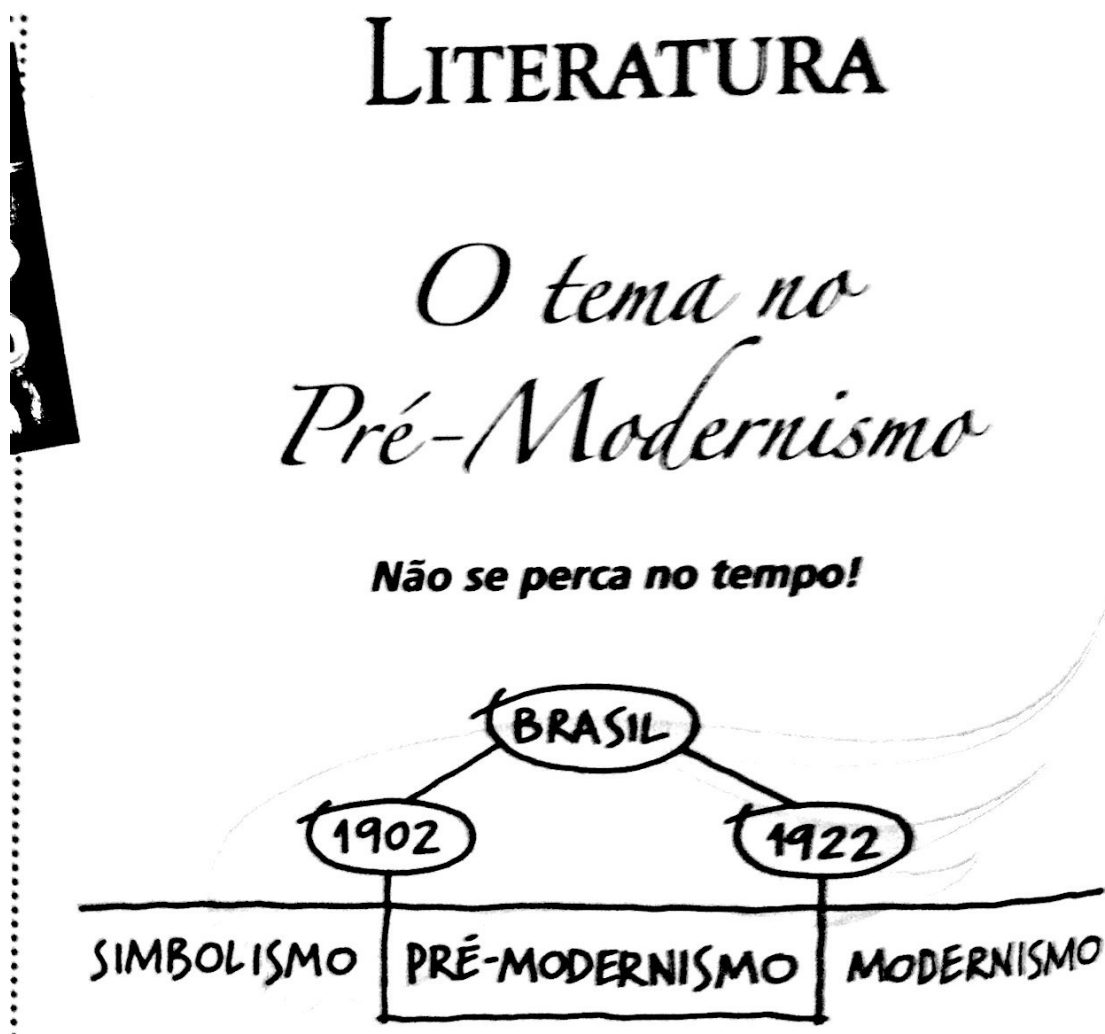 LITERATURA
O tema no
Pré-Modernismo
Não se perca no tempo!
BRASIL
1902 1922
SIMBOLISMO PRÉ-MODERNISMO MODERNISMO